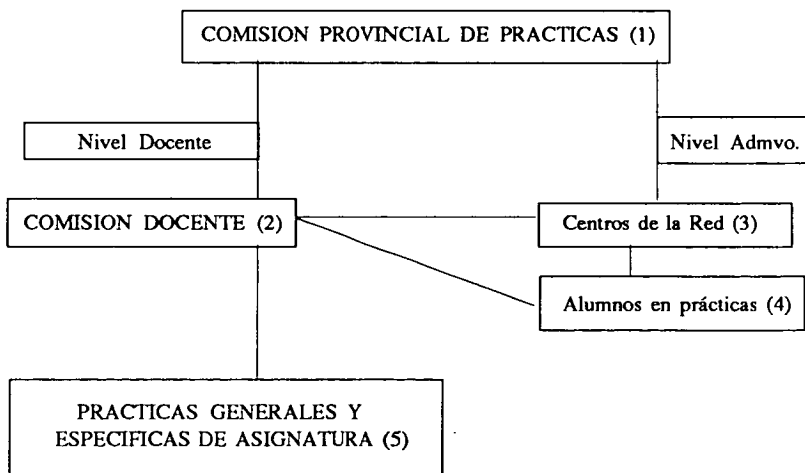 COMISION PROVINCIAL DE PRACTICAS (1)
Nivel Docente
Nivel Admvo.
COMISION DOCENTE (2)
Centros de la Red (3)
Alumnos en prácticas (4)
PRACTICAS GENERALES Y
ESPECIFICAS DE ASIGNATURA (5)